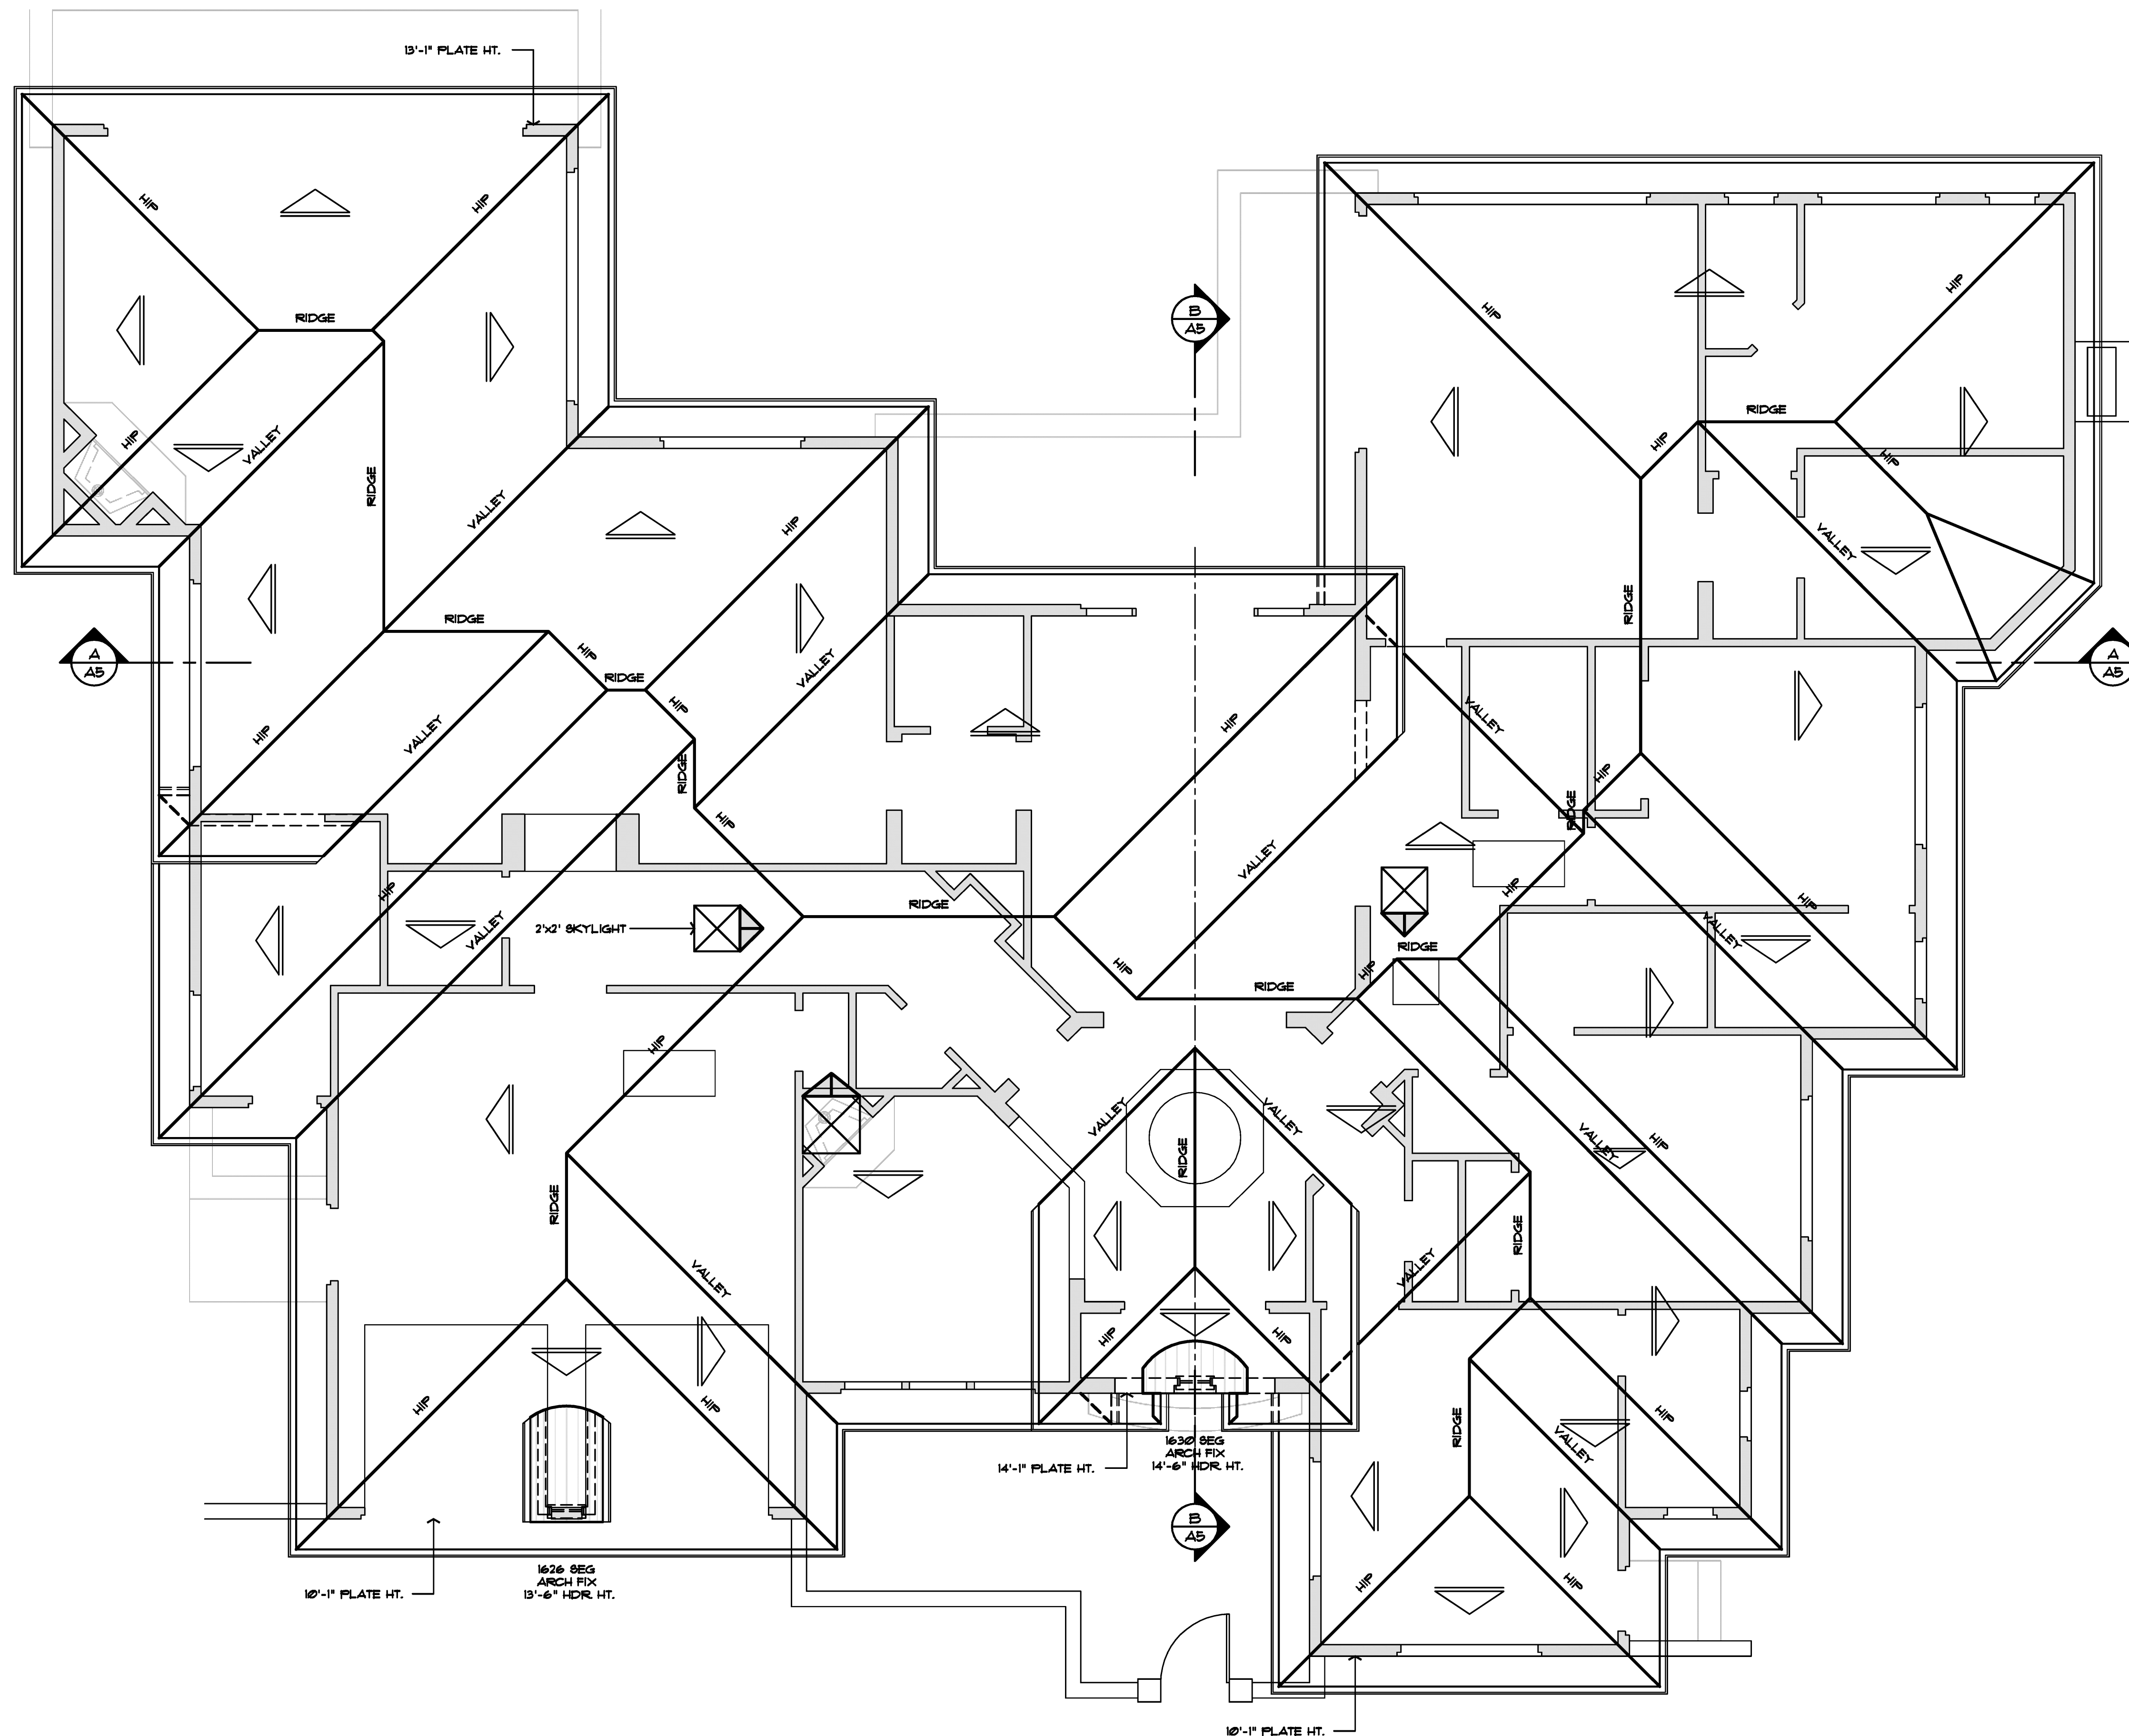 13'-1" PLATE HT.
HIP
HIP
B
A5
HIP
HIP
RIDGE
RIDGE
HIP
HIP
VALLEY
HIP
RIDGE
VALLEY
HIP
VALLEY
RIDGE
RIDGE
A
A5
HIP
VALLEY
HIP
RIDGE
HIP
A
A5
HIP
VALLEY
HIP
VALLEY
RIDGE
HIP
RIDGE
HIP
VALLEY
HIP
HIP
RIDGE
HIP
VALLEY
2'x2' SKYLIGHT
VALLEY
RIDGE
HIP
HIP
RIDGE
HIP
VALLEY
VALLEY
RIDGE
VALLEY
HIP
RIDGE
RIDGE
VALLEY
VALLEY
HIP
HIP
HIP
HIP
RIDGE
HIP
VALLEY
1630 SEG
ARCH FIX
14'-6" HDR. HT.
14'-1" PLATE HT.
B
A5
1626 SEG
ARCH FIX
13'-6" HDR. HT.
10'-1" PLATE HT.
HIP
HIP
10'-1" PLATE HT.